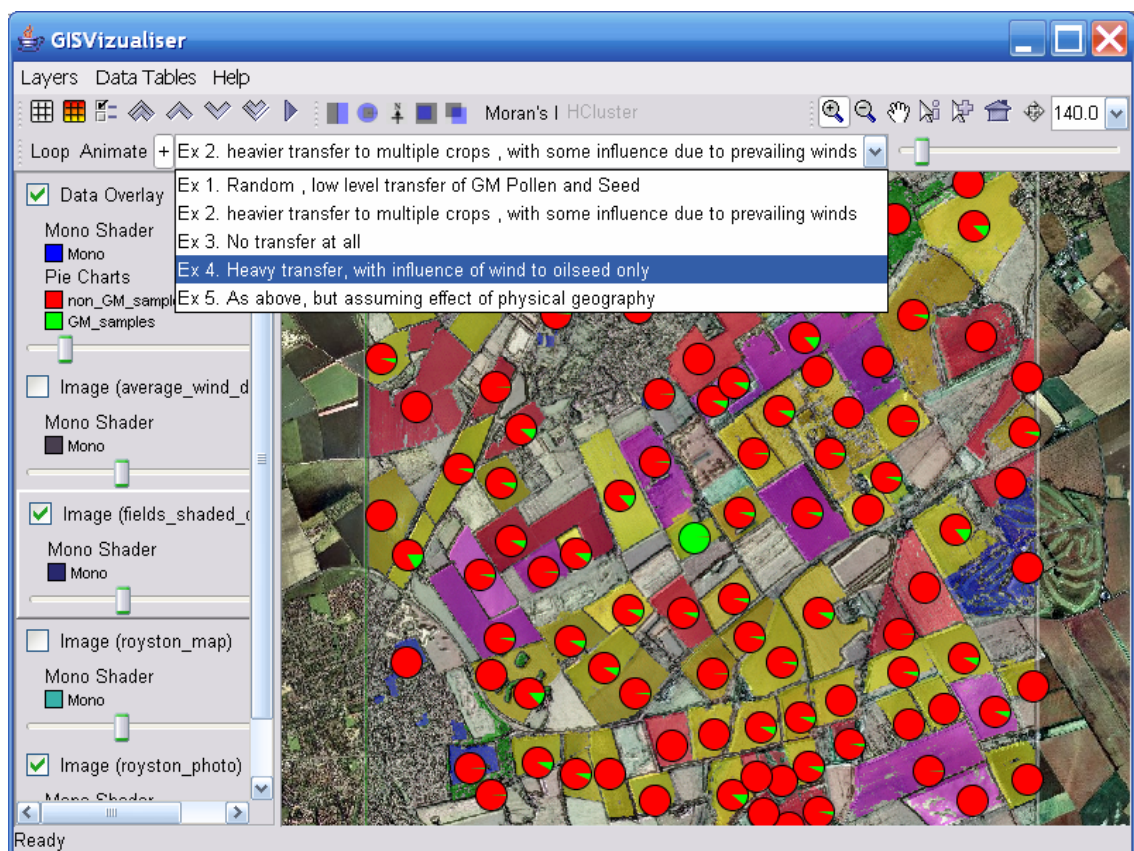 GISVizualiser
Layers Data Tables Help
Moran's I HCluster
140.0
Loop Animate + Ex 2. heavier transfer to multiple crops , with some influence due to prevailing winds
Ex 1. Random , low level transfer of GM Pollen and Seed
Ex 2. heavier transfer to multiple crops , with some influence due to prevailing winds
Ex 3. No transfer at all
Ex 4. Heavy transfer, with influence of wind to oilseed only
Ex 5. As above, but assuming effect of physical geography
Data Overlay
Mono Shader
Mono
Pie Charts
non_GM_sampl
GM_samples
Image (average_wind_d
Mono Shader
Mono
Image (fields_shaded_
Mono Shader
Mono
Image (royston_map)
Mono Shader
Mono
Image (royston_photo)
Mono Shader
Ready